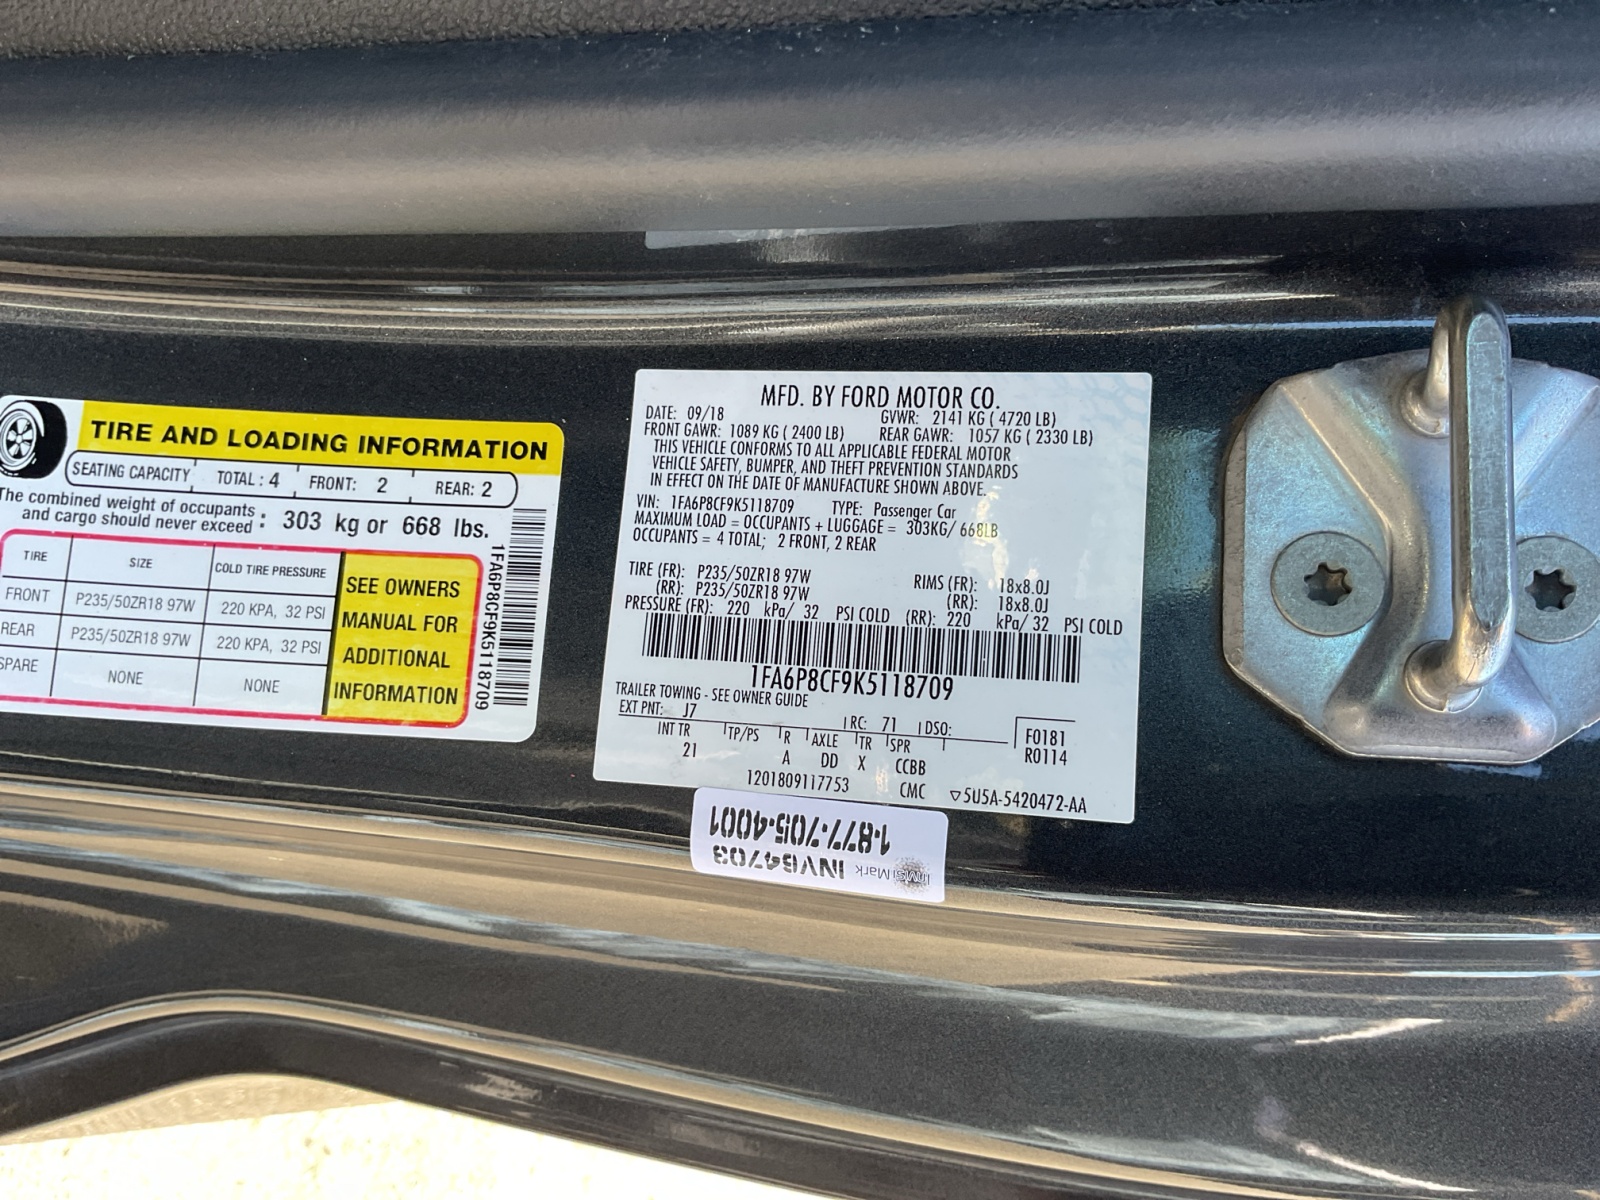 TIRE AND LOADING INFORMATION
SEATING CAPACITY TOTAL : 4 FRONT: 2 REAR: 2
The combined weight of occupants
and cargo should never exceed : 303 kg or 668 lbs.
TIRE SIZE COLD TIRE PRESSURE
FRONT P235/50ZR18 97W 220 KPA, 32 PSI
REAR P235/50ZR18 97W 220 KPA, 32 PSI
SPARE NONE NONE
SEE OWNERS
MANUAL FOR
ADDITIONAL
INFORMATION
1FA6P8CF9K5118709
MFD. BY FORD MOTOR CO.
DATE: 09/18 GVWR: 2141 KG ( 4720 LB)
FRONT GAWR: 1089 KG ( 2400 LB) REAR GAWR: 1057 KG ( 2330 LB)
THIS VEHICLE CONFORMS TO ALL APPLICABLE FEDERAL MOTOR
VEHICLE SAFETY, BUMPER, AND THEFT PREVENTION STANDARDS
IN EFFECT ON THE DATE OF MANUFACTURE SHOWN ABOVE.
VIN: 1FA6P8CF9K5118709 TYPE: Passenger Car
MAXIMUM LOAD = OCCUPANTS + LUGGAGE = 303KG/ 668LB
OCCUPANTS = 4 TOTAL; 2 FRONT, 2 REAR
TIRE (FR): P235/50ZR18 97W RIMS (FR): 18x8.0J
(RR): P235/50ZR18 97W (RR): 18x8.0J
PRESSURE (FR): 220 kPa/ 32 PSI COLD (RR): 220 kPa/ 32 PSI COLD
1FA6P8CF9K5118709
TRAILER TOWING - SEE OWNER GUIDE
EXT PNT: J7 RC: 71 DSO: F0181
R0114
INT TR TP/PS R AXLE TR SPR
21 A DD X CCBB
1201809117753 CMC ▽5U5A-5420472-AA
InMsiMark INV64703
1-877-705-4001